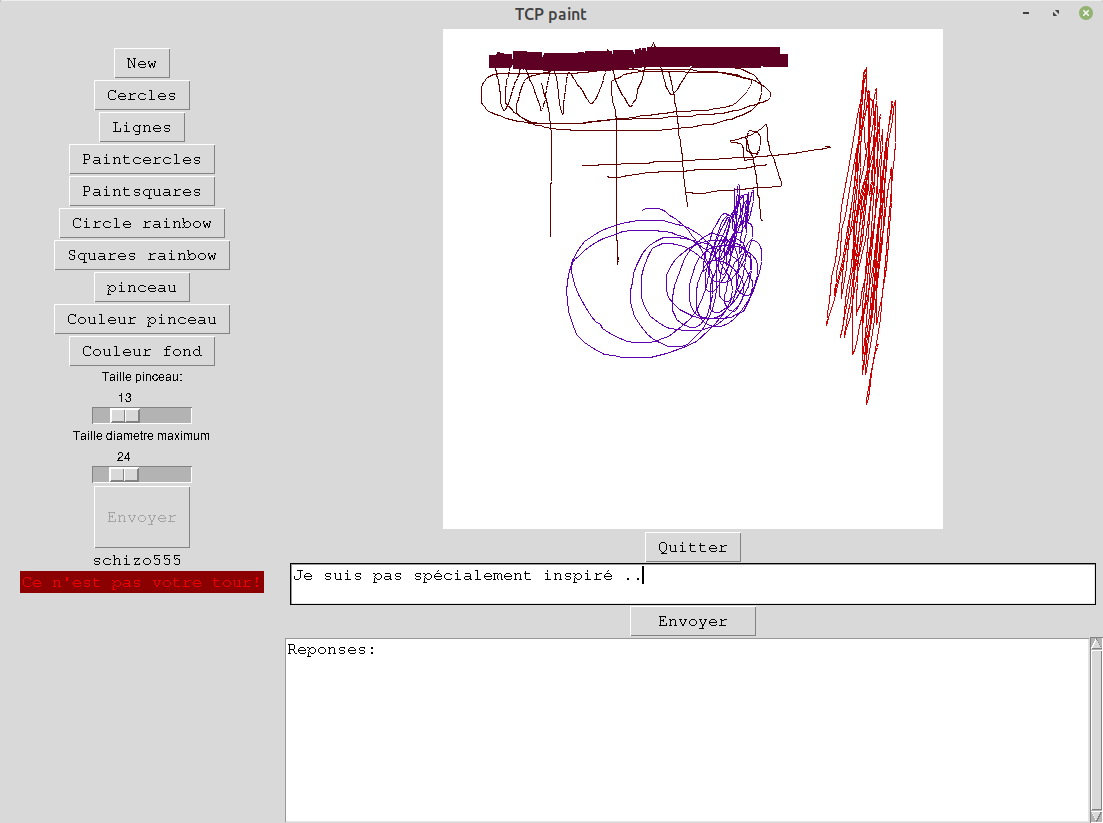 TCP paint
New
Cercles
Lignes
Paintcercles
Paintsquares
Circle rainbow
Squares rainbow
pinceau
Couleur pinceau
Couleur fond
Taille pinceau:
13
Taille diametre maximum
24
Envoyer
schizo555
Ce n'est pas votre tour!
Quitter
Je suis pas spécialement inspiré ..
Envoyer
Reponses: